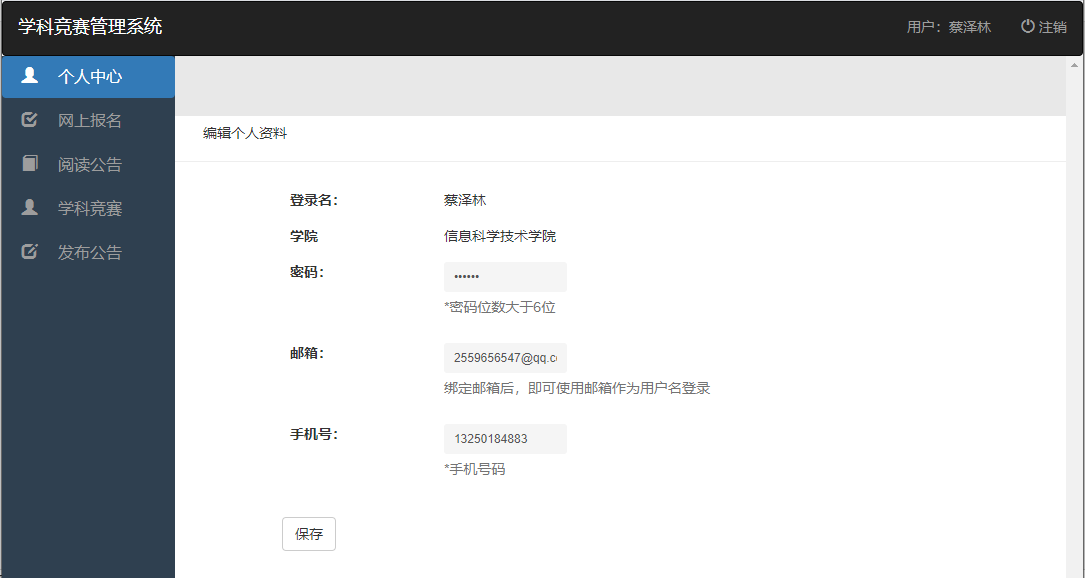 学科竞赛管理系统
用户：蔡泽林
注销
个人中心
网上报名
阅读公告
学科竞赛
发布公告
编辑个人资料
登录名：
蔡泽林
学院
信息科学技术学院
密码：
••••••
*密码位数大于6位
邮箱：
2559656547@qq.c
绑定邮箱后，即可使用邮箱作为用户名登录
手机号：
13250184883
*手机号码
保存